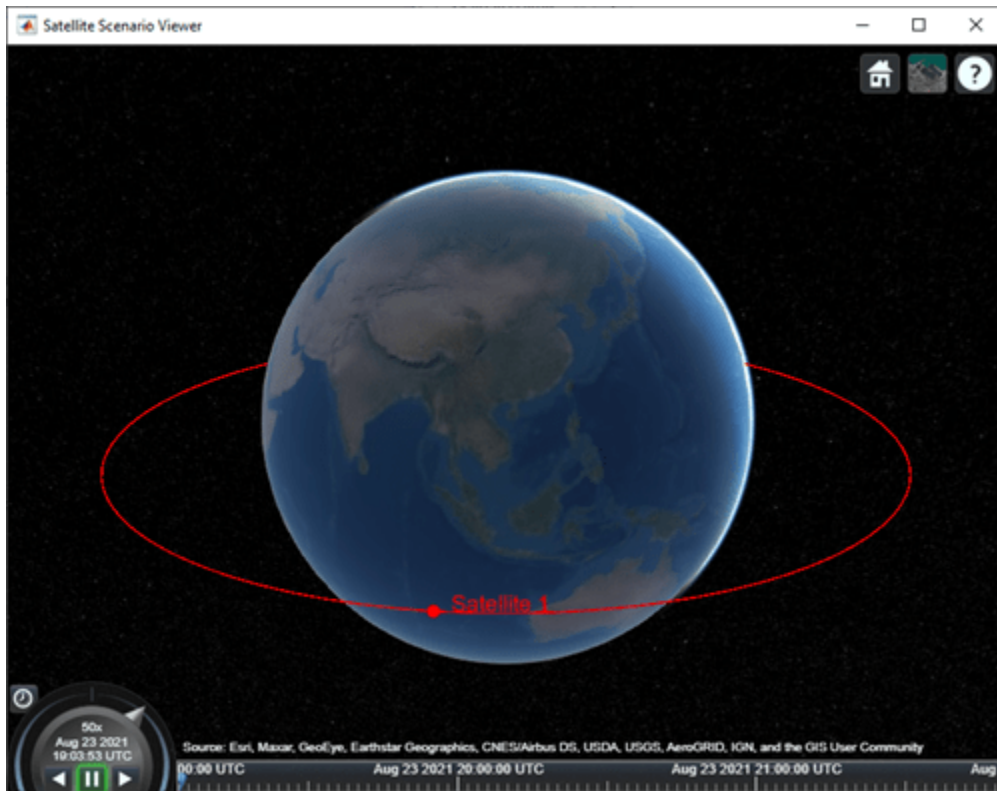 Satellite Scenario Viewer
?
Satellite 1
50x
Aug 23 2021
19:03:53 UTC
Source: Esri, Maxar, GeoEye, Earthstar Geographics, CNES/Airbus DS, USDA, USGS, AeroGRID, IGN, and the GIS User Community
00:00 UTC Aug 23 2021 20:00:00 UTC Aug 23 2021 21:00:00 UTC Aug